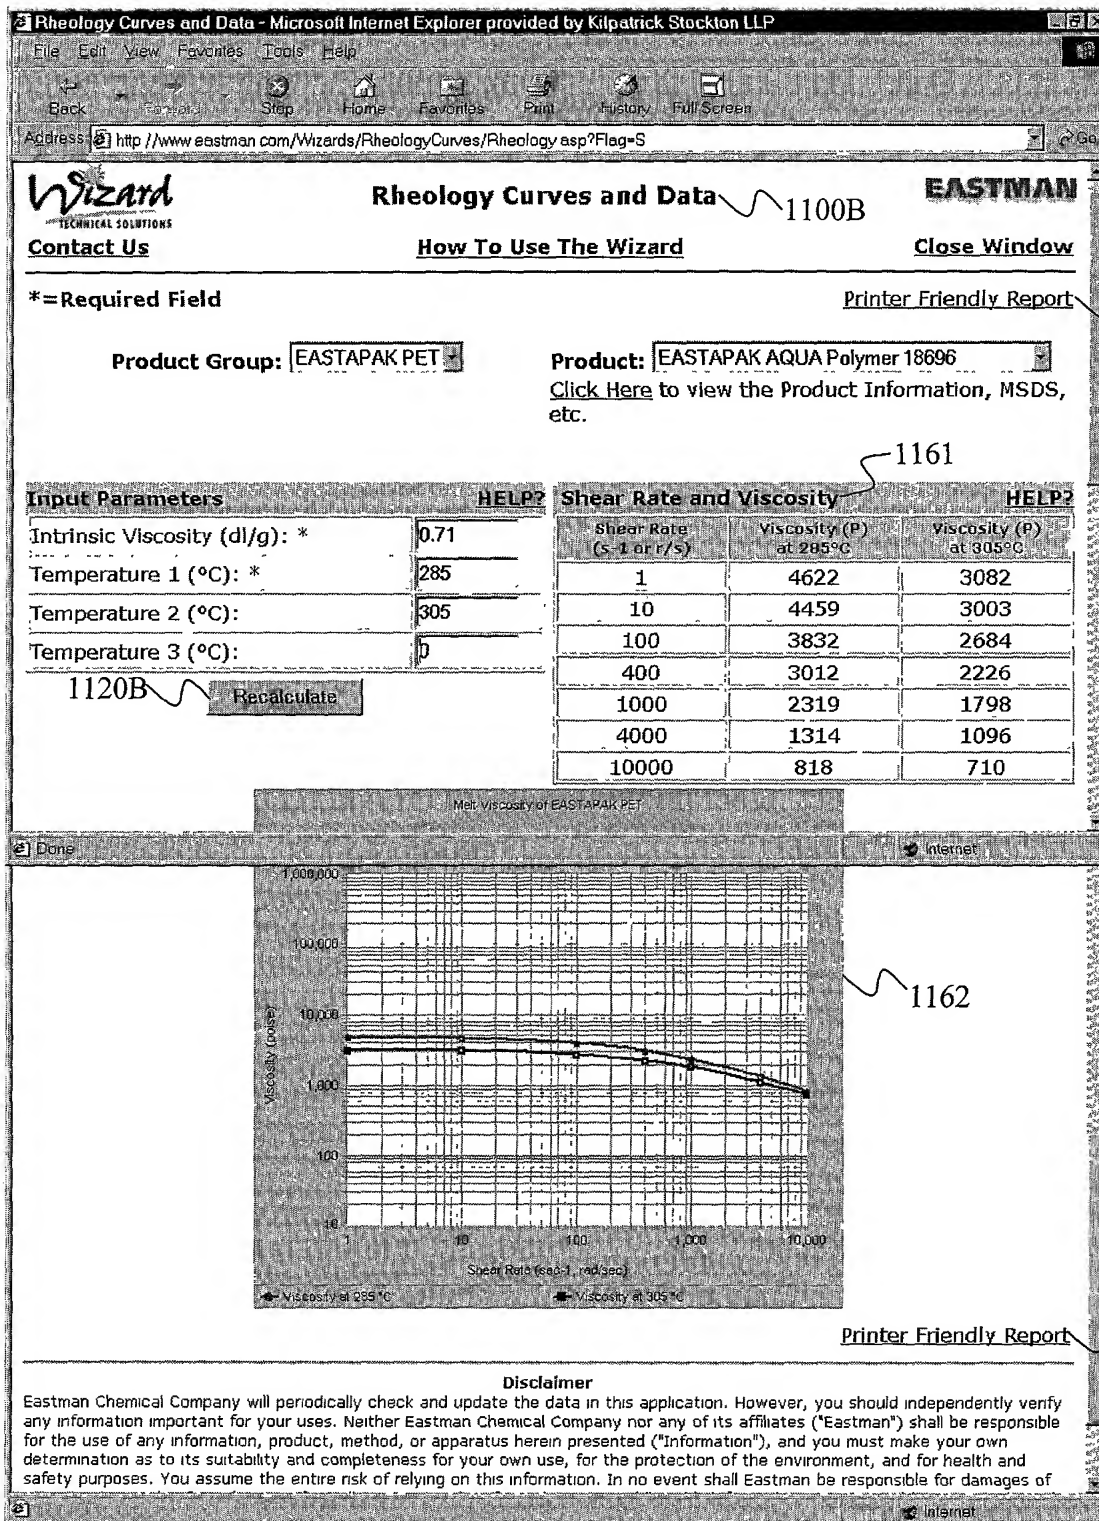 Rheology Curves and Data - Microsoft Internet Explorer provided by Kilpatrick Stockton LLP
File Edit View Favorites Tools Help
Back Forward Stop Home Favorites Print History Full Screen
Address http //www eastman com/Wizards/RheologyCurves/Rheology asp?Flag=S Go
Wizard
TECHNICAL SOLUTIONS
Rheology Curves and Data 1100B
EASTMAN
Contact Us How To Use The Wizard Close Window
*=Required Field Printer Friendly Report
Product Group: EASTAPAK PET Product: EASTAPAK AQUA Polymer 18696
Click Here to view the Product Information, MSDS,
etc.
1161
Input Parameters HELP?
Intrinsic Viscosity (dl/g): * 0.71
Temperature 1 (ºC): * 285
Temperature 2 (ºC): 305
Temperature 3 (ºC): 0
1120B Recalculate
Shear Rate and Viscosity HELP?
Shear Rate (s-1 or r/s) Viscosity (P) at 285ºC Viscosity (P) at 305ºC
1 4622 3082
10 4459 3003
100 3832 2684
400 3012 2226
1000 2319 1798
4000 1314 1096
10000 818 710
Melt Viscosity of EASTAPAK PET
Done Internet
1,000,000
100,000
10,000
1,000
100
10
Viscosity (poise)
1162
1 10 100 1,000 10,000
Shear Rate (sec-1, rad/sec)
Viscosity at 285 ºC Viscosity at 305 ºC
Printer Friendly Report
Disclaimer
Eastman Chemical Company will periodically check and update the data in this application. However, you should independently verify
any information important for your uses. Neither Eastman Chemical Company nor any of its affiliates ("Eastman") shall be responsible
for the use of any information, product, method, or apparatus herein presented ("Information"), and you must make your own
determination as to its suitability and completeness for your own use, for the protection of the environment, and for health and
safety purposes. You assume the entire risk of relying on this information. In no event shall Eastman be responsible for damages of
Internet